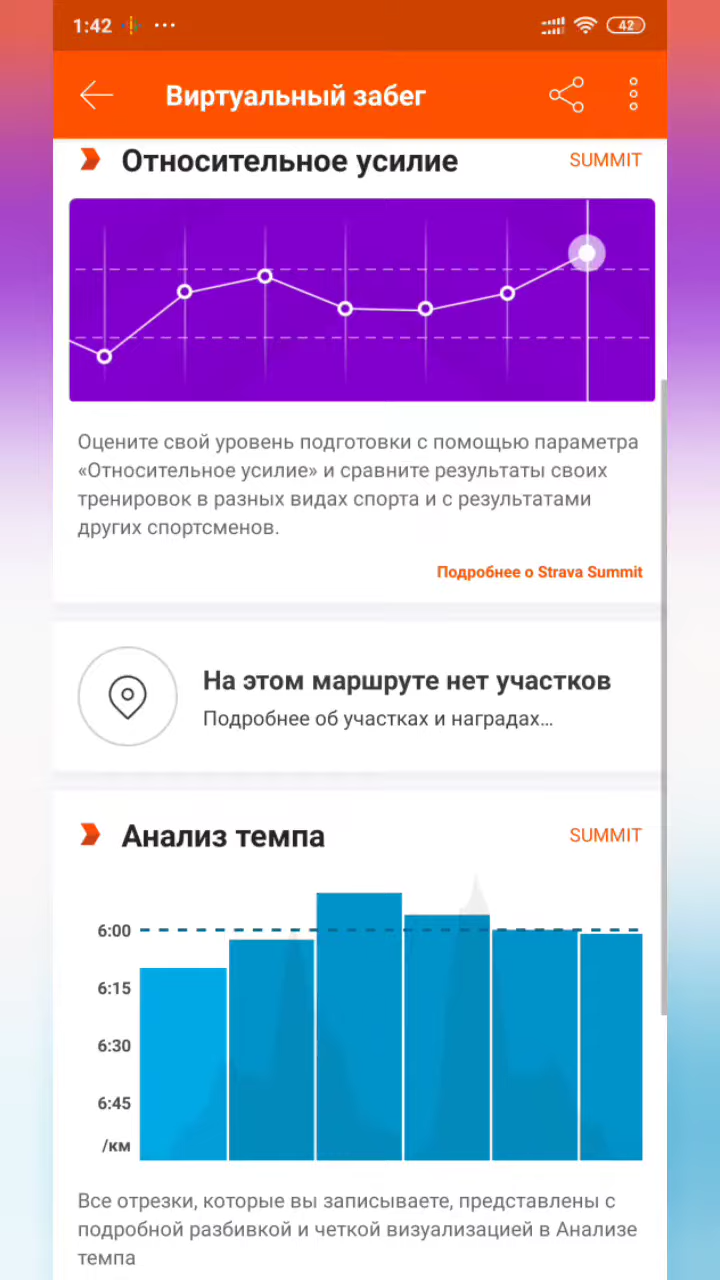 1:42
42
Виртуальный забег
Относительное усилие
SUMMIT
Оцените свой уровень подготовки с помощью параметра
«Относительное усилие» и сравните результаты своих
тренировок в разных видах спорта и с результатами
других спортсменов.
Подробнее о Strava Summit
На этом маршруте нет участков
Подробнее об участках и наградах...
Анализ темпа
SUMMIT
6:00
6:15
6:30
6:45
/км
Все отрезки, которые вы записываете, представлены с
подробной разбивкой и четкой визуализацией в Анализе
темпа